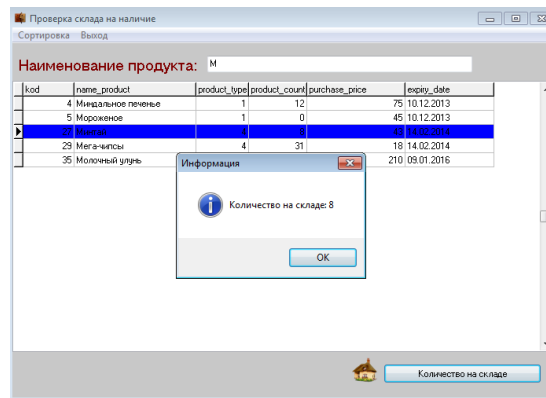 Проверка склада на наличие
Сортировка Выход
Наименование продукта: М
kod name_product product_type product_count purchase_price expiry_date
4 Миндальное печенье 1 12 75 10.12.2013
5 Мороженое 1 0 45 10.12.2013
27 4 14.02.2014
29 Мега-чипсы 4 31 18 14.02.2014
35 Молочный улунь 210 09.01.2016
Информация
Количество на складе: 8
OK
Количество на складе